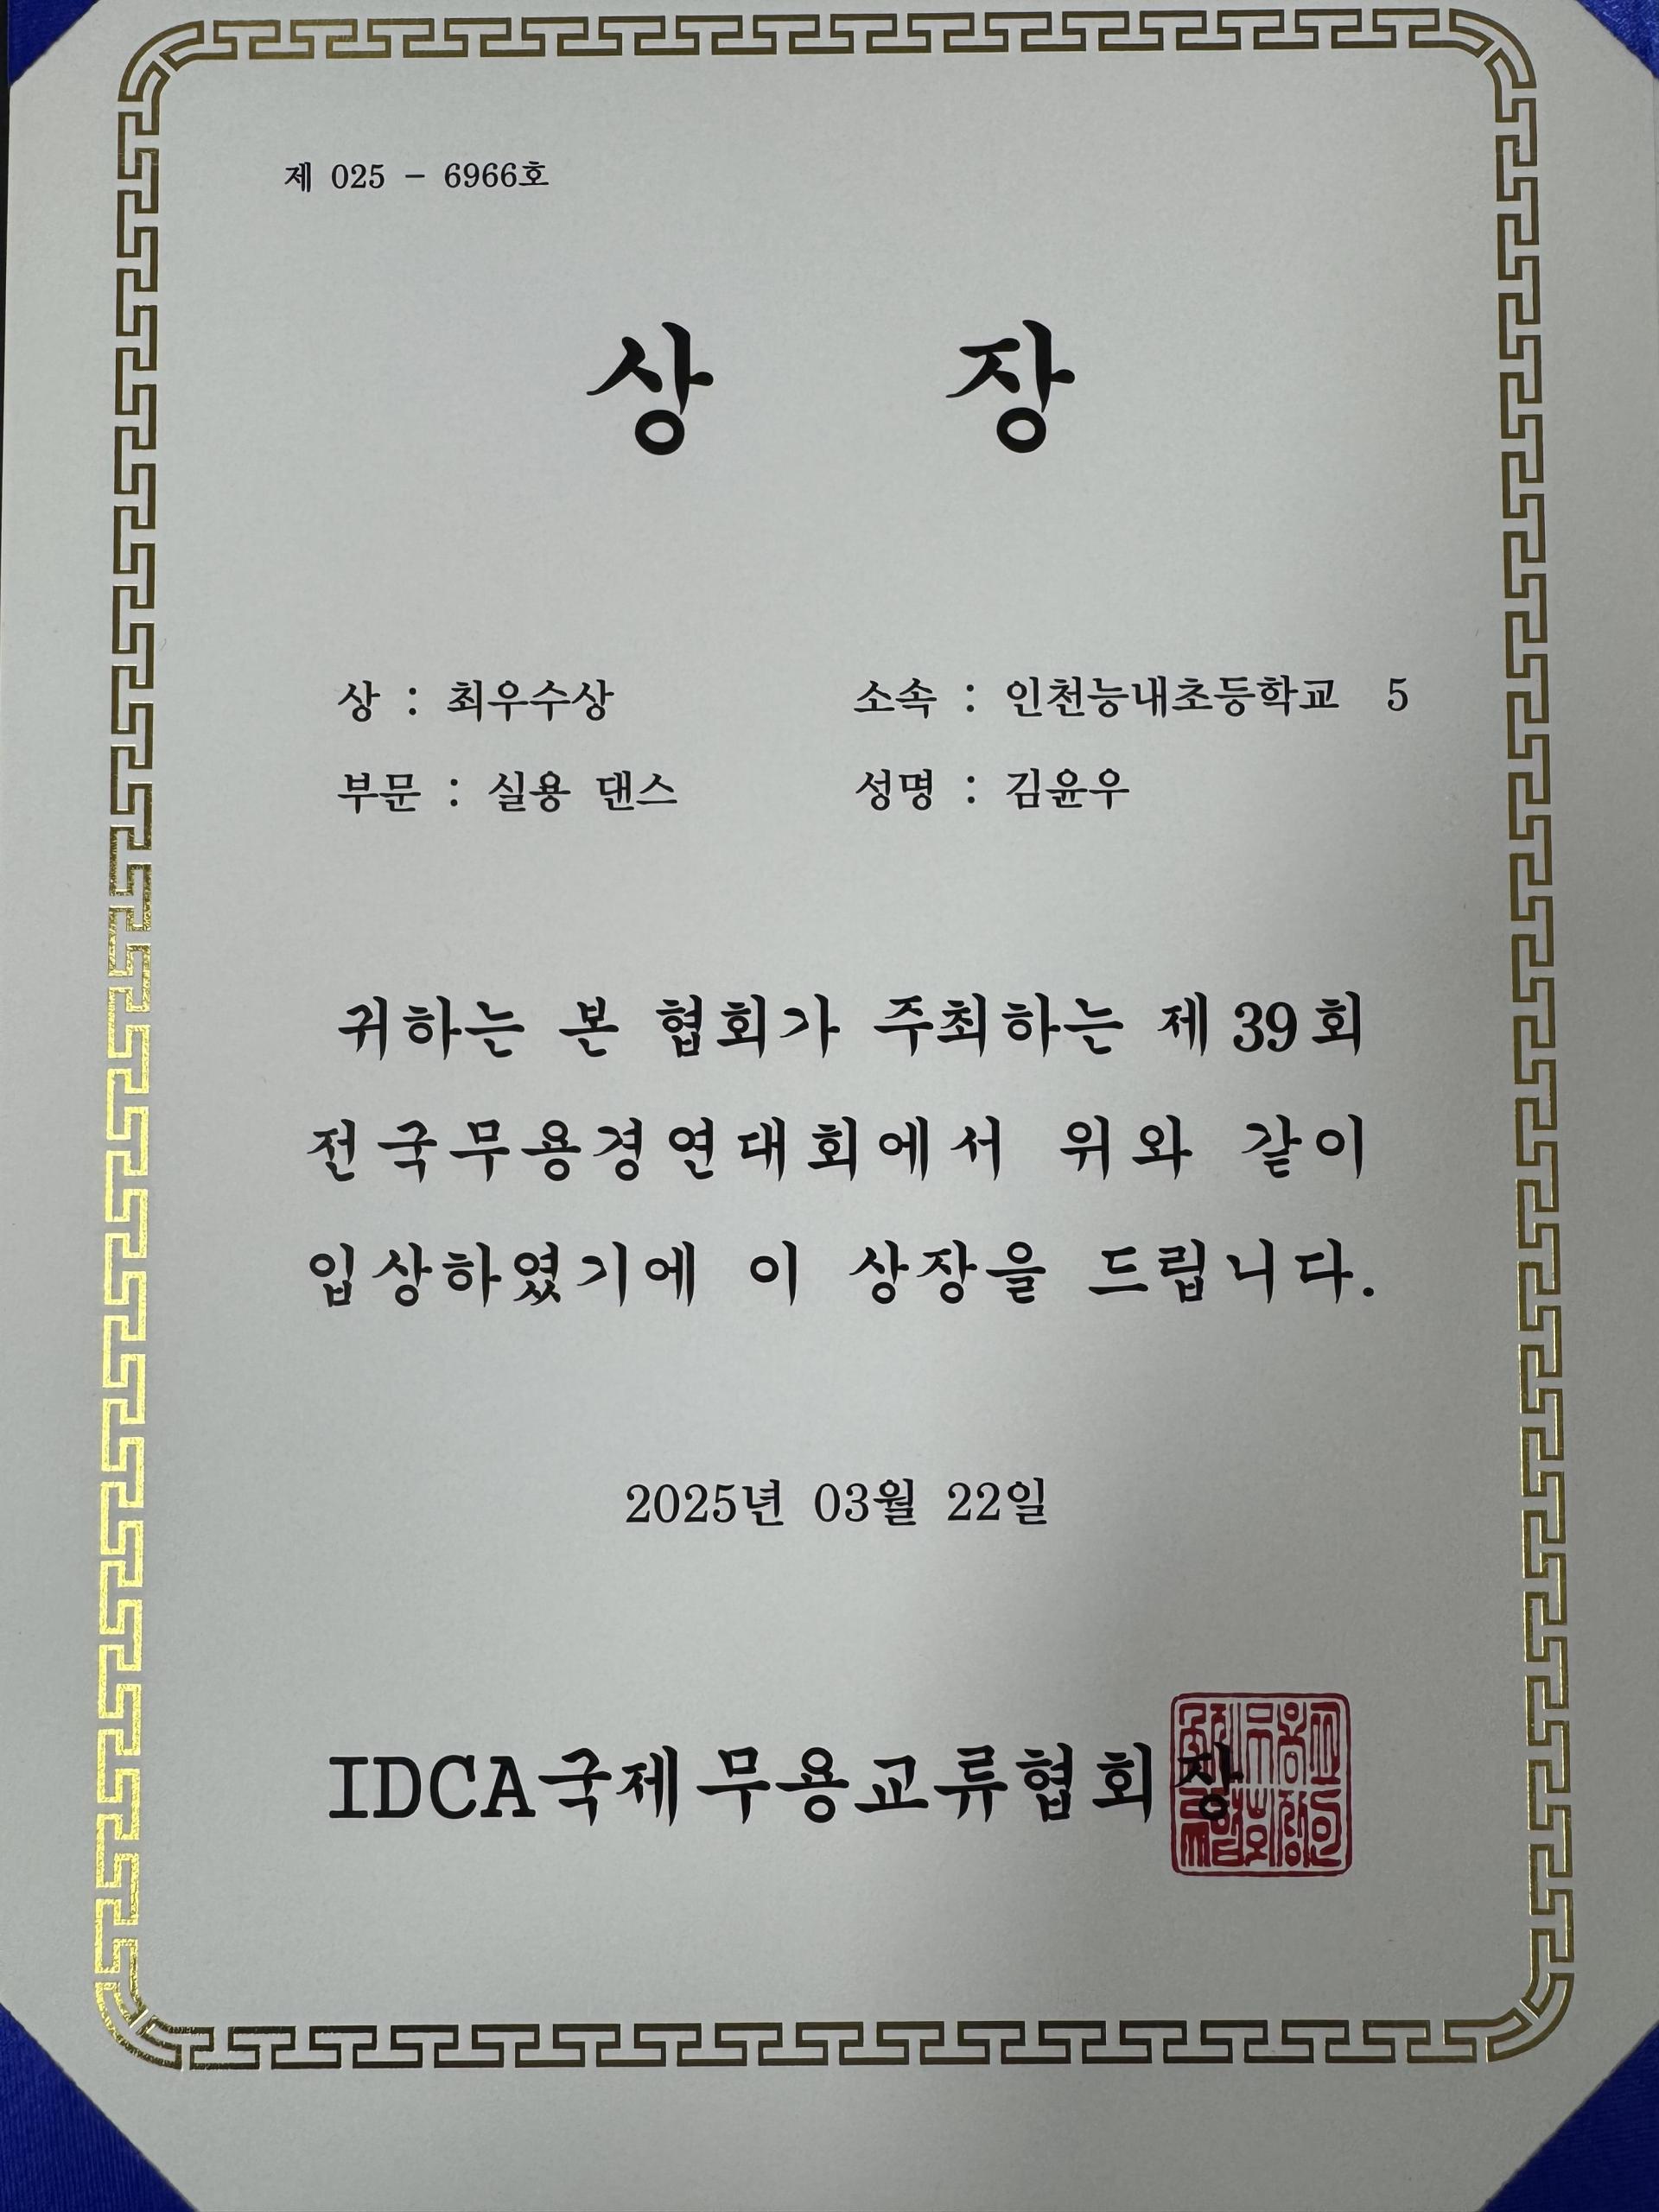 제 025 - 6966호
상 장
상 : 최우수상 소속 : 인천능내초등학교 5
부문 : 실용 댄스 성명 : 김윤우
귀하는 본 협회가 주최하는 제39회
전국무용경연대회에서 위와 같이
입상하였기에 이 상장을 드립니다.
2025년 03월 22일
IDCA국제무용교류협회장